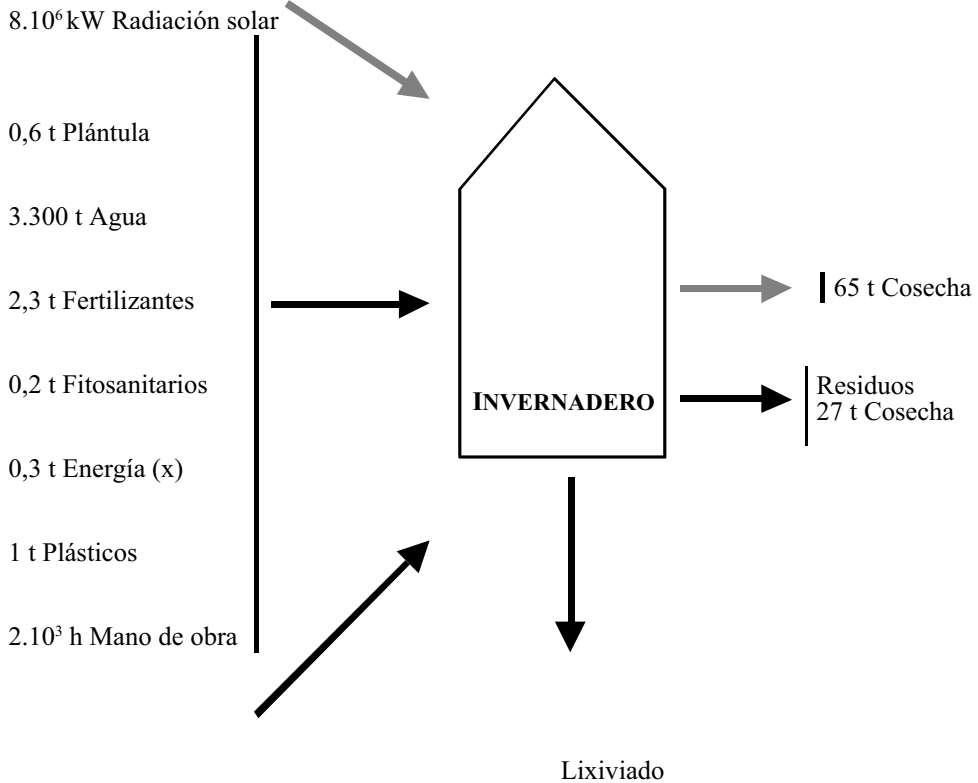 8.10⁶ kW Radiación solar
0,6 t Plántula
3.300 t Agua
2,3 t Fertilizantes
0,2 t Fitosanitarios
0,3 t Energía (x)
1 t Plásticos
2.10³ h Mano de obra
INVERNADERO
65 t Cosecha
Residuos
27 t Cosecha
Lixiviado